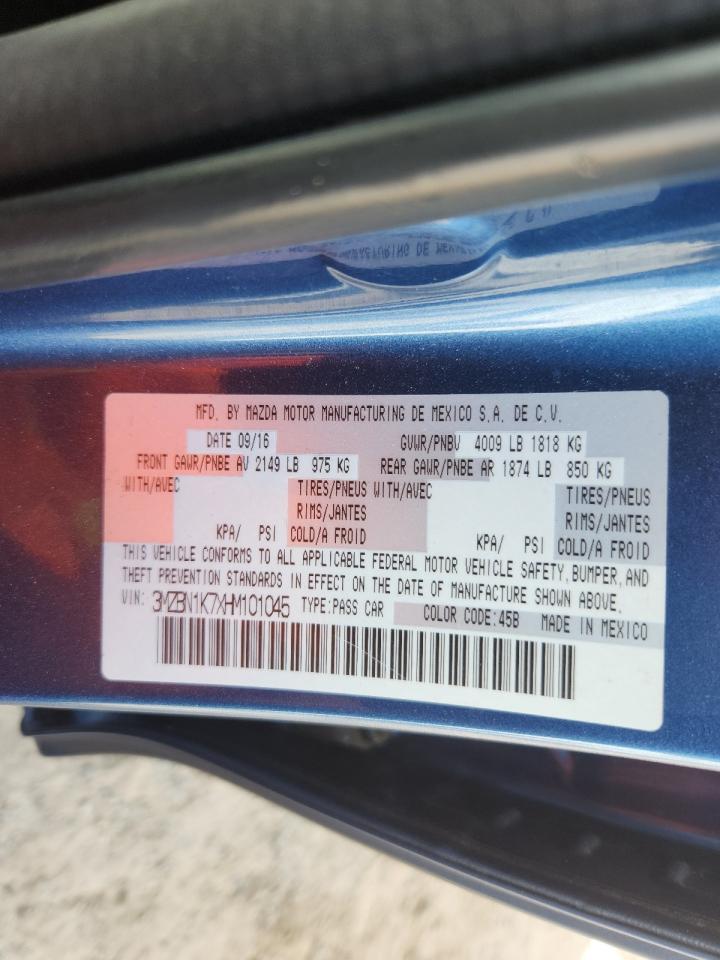 MFD. BY MAZDA MOTOR MANUFACTURING DE MEXICO S.A. DE C.V.
DATE 09/16 GVWR/PNBV 4009 LB 1818 KG
FRONT GAWR/PNBE AV 2149 LB 975 KG REAR GAWR/PNBE AR 1874 LB 850 KG
WITH/AVEC TIRES/PNEUS WITH/AVEC TIRES/PNEUS
RIMS/JANTES RIMS/JANTES
KPA/ PSI COLD/A FROID KPA/ PSI COLD/A FROID
THIS VEHICLE CONFORMS TO ALL APPLICABLE FEDERAL MOTOR VEHICLE SAFETY, BUMPER, AND
THEFT PREVENTION STANDARDS IN EFFECT ON THE DATE OF MANUFACTURE SHOWN ABOVE.
VIN: 3MZBN1K7XHM101045 TYPE:PASS CAR COLOR CODE:45B MADE IN MEXICO